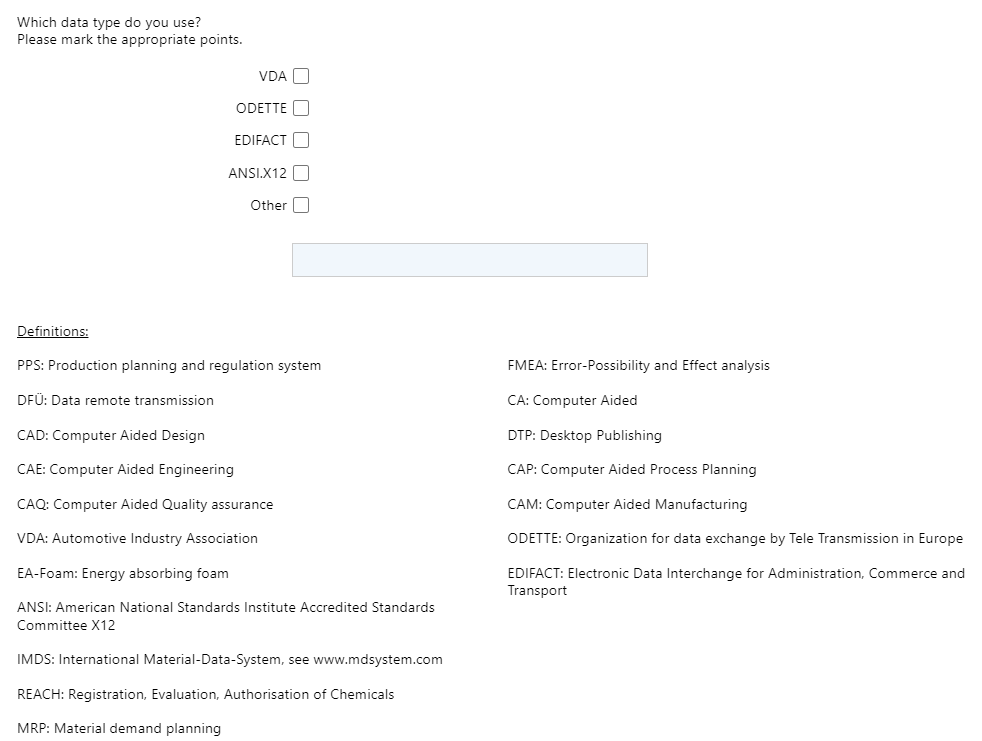 Which data type do you use?
Please mark the appropriate points.
VDA
ODETTE
EDIFACT
ANSI.X12
Other
Definitions:
PPS: Production planning and regulation system
DFÜ: Data remote transmission
CAD: Computer Aided Design
CAE: Computer Aided Engineering
CAQ: Computer Aided Quality assurance
VDA: Automotive Industry Association
EA-Foam: Energy absorbing foam
ANSI: American National Standards Institute Accredited Standards
Committee X12
IMDS: International Material-Data-System, see www.mdsystem.com
REACH: Registration, Evaluation, Authorisation of Chemicals
MRP: Material demand planning
FMEA: Error-Possibility and Effect analysis
CA: Computer Aided
DTP: Desktop Publishing
CAP: Computer Aided Process Planning
CAM: Computer Aided Manufacturing
ODETTE: Organization for data exchange by Tele Transmission in Europe
EDIFACT: Electronic Data Interchange for Administration, Commerce and
Transport